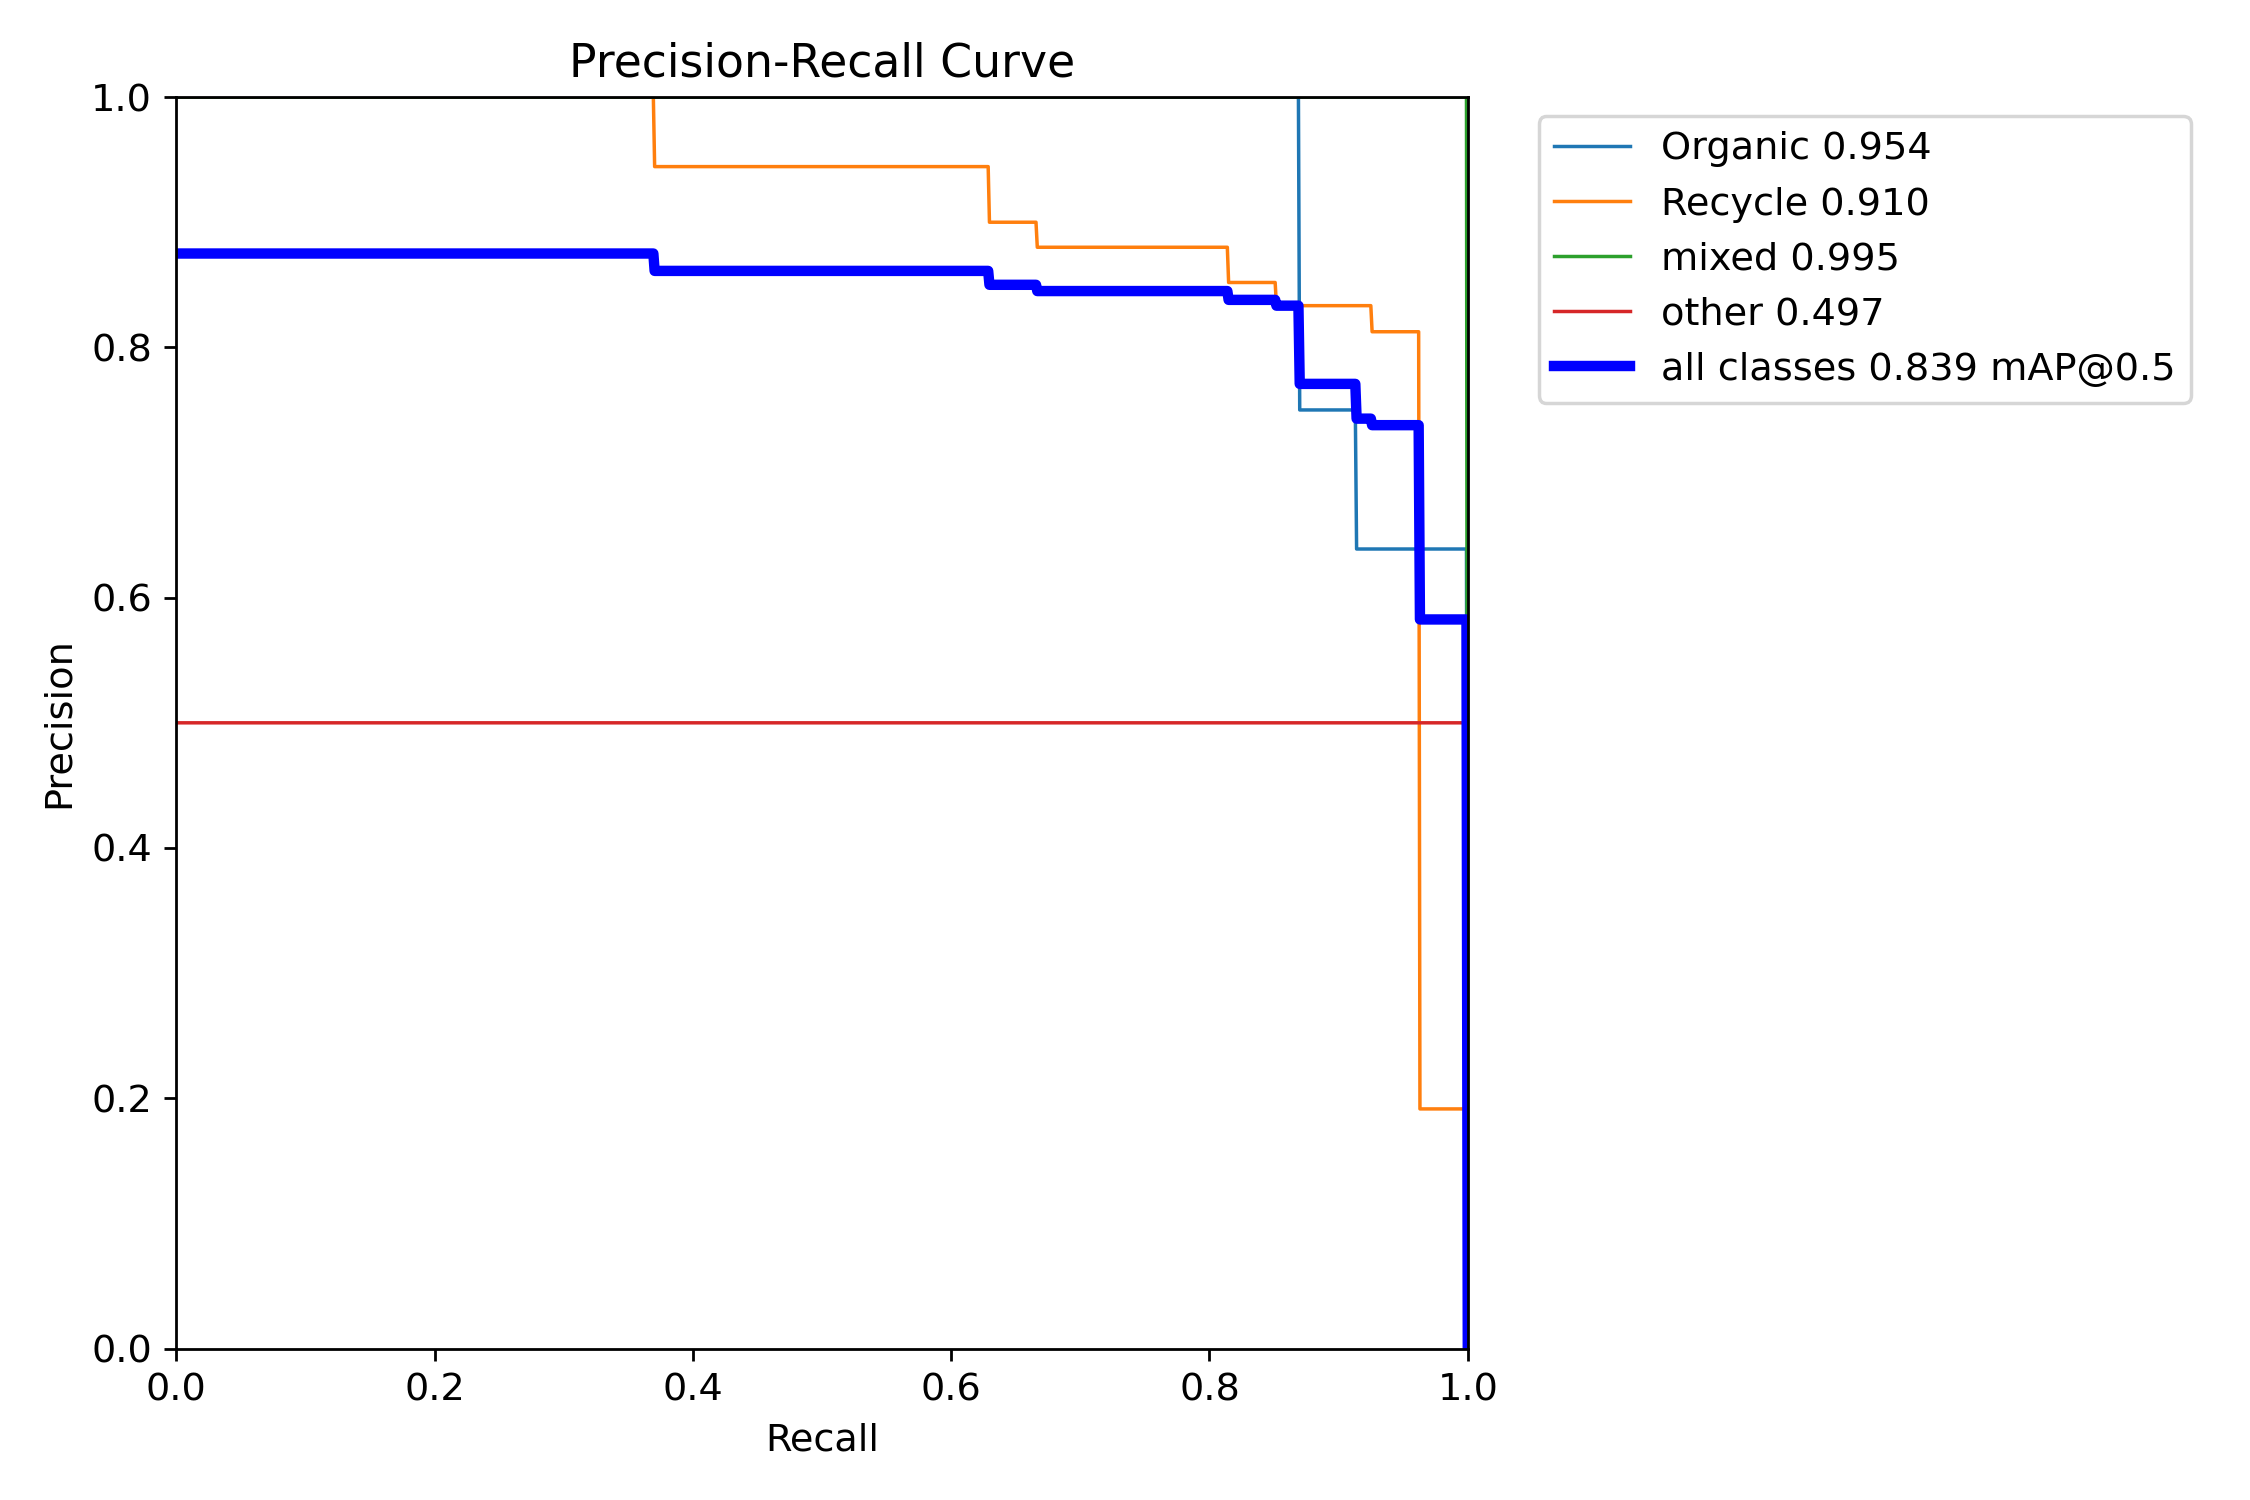 Precision-Recall Curve
1.0
0.8
0.6
0.4
0.2
0.0
Precision
0.0 0.2 0.4 0.6 0.8 1.0
Recall
Organic 0.954
Recycle 0.910
mixed 0.995
other 0.497
all classes 0.839 mAP@0.5